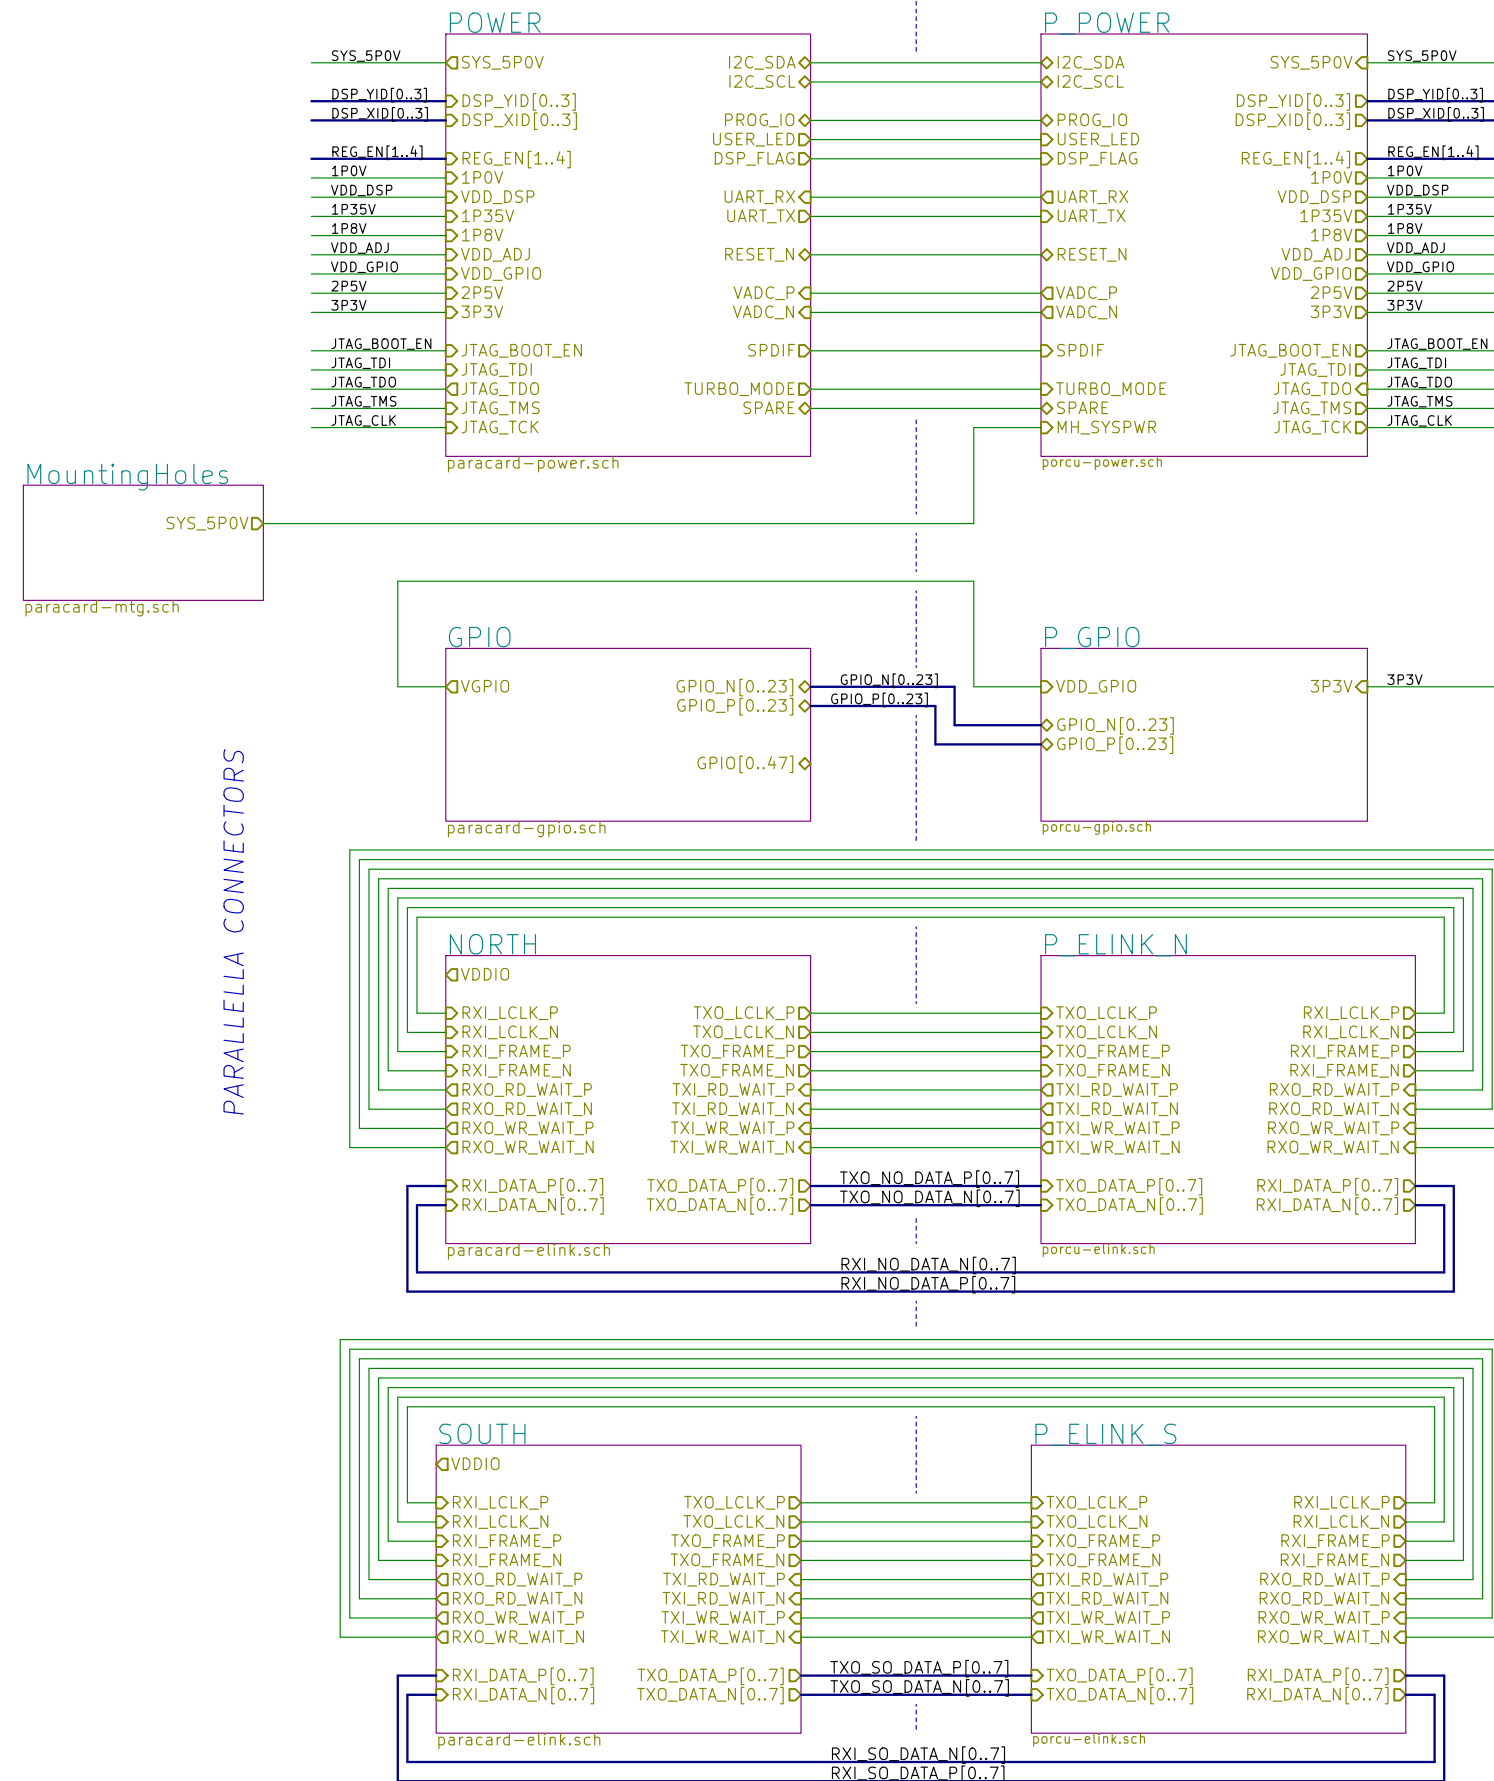 POWER
P_POWER
SYS_5P0V
SYS_5P0V
I2C_SDA
I2C_SDA
SYS_5P0V
SYS_5P0V
I2C_SCL
I2C_SCL
DSP_YID[0..3]
DSP_YID[0..3]
DSP_YID[0..3]
DSP_YID[0..3]
DSP_XID[0..3]
DSP_XID[0..3]
PROG_IO
PROG_IO
DSP_XID[0..3]
DSP_XID[0..3]
USER_LED
USER_LED
REG_EN[1..4]
REG_EN[1..4]
DSP_FLAG
DSP_FLAG
REG_EN[1..4]
REG_EN[1..4]
1P0V
1P0V
1P0V
1P0V
VDD_DSP
VDD_DSP
UART_RX
UART_RX
VDD_DSP
VDD_DSP
1P35V
1P35V
UART_TX
UART_TX
1P35V
1P35V
1P8V
1P8V
1P8V
1P8V
VDD_ADJ
VDD_ADJ
RESET_N
RESET_N
VDD_ADJ
VDD_ADJ
VDD_GPIO
VDD_GPIO
VDD_GPIO
VDD_GPIO
2P5V
2P5V
VADC_P
VADC_P
2P5V
2P5V
3P3V
3P3V
VADC_N
VADC_N
3P3V
3P3V
JTAG_BOOT_EN
JTAG_BOOT_EN
SPDIF
SPDIF
JTAG_BOOT_EN
JTAG_BOOT_EN
JTAG_TDI
JTAG_TDI
JTAG_TDI
JTAG_TDI
JTAG_TDO
JTAG_TDO
TURBO_MODE
TURBO_MODE
JTAG_TDO
JTAG_TDO
JTAG_TMS
JTAG_TMS
SPARE
SPARE
JTAG_TMS
JTAG_TMS
JTAG_CLK
JTAG_TCK
MH_SYSPWR
JTAG_TCK
JTAG_CLK
paracard-power.sch
porcu-power.sch
MountingHoles
SYS_5P0V
paracard-mtg.sch
GPIO
P_GPIO
VGPIO
GPIO_N[0..23]
GPIO_N[0..23]
VDD_GPIO
3P3V
3P3V
GPIO_P[0..23]
GPIO_P[0..23]
GPIO_N[0..23]
GPIO_P[0..23]
GPIO[0..47]
paracard-gpio.sch
porcu-gpio.sch
PARALLELLA CONNECTORS
NORTH
P_ELINK_N
VDDIO
RXI_LCLK_P
TXO_LCLK_P
TXO_LCLK_P
RXI_LCLK_P
RXI_LCLK_N
TXO_LCLK_N
TXO_LCLK_N
RXI_LCLK_N
RXI_FRAME_P
TXO_FRAME_P
TXO_FRAME_P
RXI_FRAME_P
RXI_FRAME_N
TXO_FRAME_N
TXO_FRAME_N
RXI_FRAME_N
RXO_RD_WAIT_P
TXI_RD_WAIT_P
TXI_RD_WAIT_P
RXO_RD_WAIT_P
RXO_RD_WAIT_N
TXI_RD_WAIT_N
TXI_RD_WAIT_N
RXO_RD_WAIT_N
RXO_WR_WAIT_P
TXI_WR_WAIT_P
TXI_WR_WAIT_P
RXO_WR_WAIT_P
RXO_WR_WAIT_N
TXI_WR_WAIT_N
TXI_WR_WAIT_N
RXO_WR_WAIT_N
RXI_DATA_P[0..7]
TXO_DATA_P[0..7]
TXO_NO_DATA_P[0..7]
TXO_DATA_P[0..7]
RXI_DATA_P[0..7]
RXI_DATA_N[0..7]
TXO_DATA_N[0..7]
TXO_NO_DATA_N[0..7]
TXO_DATA_N[0..7]
RXI_DATA_N[0..7]
paracard-elink.sch
porcu-elink.sch
RXI_NO_DATA_N[0..7]
RXI_NO_DATA_P[0..7]
SOUTH
P_ELINK_S
VDDIO
RXI_LCLK_P
TXO_LCLK_P
TXO_LCLK_P
RXI_LCLK_P
RXI_LCLK_N
TXO_LCLK_N
TXO_LCLK_N
RXI_LCLK_N
RXI_FRAME_P
TXO_FRAME_P
TXO_FRAME_P
RXI_FRAME_P
RXI_FRAME_N
TXO_FRAME_N
TXO_FRAME_N
RXI_FRAME_N
RXO_RD_WAIT_P
TXI_RD_WAIT_P
TXI_RD_WAIT_P
RXO_RD_WAIT_P
RXO_RD_WAIT_N
TXI_RD_WAIT_N
TXI_RD_WAIT_N
RXO_RD_WAIT_N
RXO_WR_WAIT_P
TXI_WR_WAIT_P
TXI_WR_WAIT_P
RXO_WR_WAIT_P
RXO_WR_WAIT_N
TXI_WR_WAIT_N
TXI_WR_WAIT_N
RXO_WR_WAIT_N
RXI_DATA_P[0..7]
TXO_DATA_P[0..7]
TXO_SO_DATA_P[0..7]
TXO_DATA_P[0..7]
RXI_DATA_P[0..7]
RXI_DATA_N[0..7]
TXO_DATA_N[0..7]
TXO_SO_DATA_N[0..7]
TXO_DATA_N[0..7]
RXI_DATA_N[0..7]
paracard-elink.sch
porcu-elink.sch
RXI_SO_DATA_N[0..7]
RXI_SO_DATA_P[0..7]